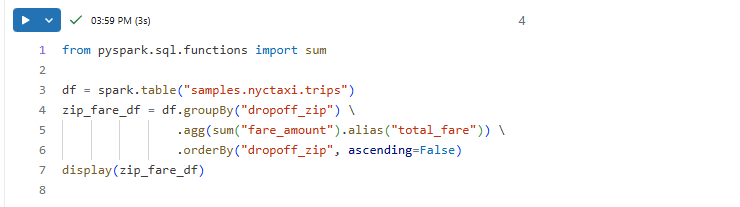 03:59 PM (3s)
4
1 from pyspark.sql.functions import sum
2
3 df = spark.table("samples.nyctaxi.trips")
4 zip_fare_df = df.groupBy("dropoff_zip") \
5 .agg(sum("fare_amount").alias("total_fare")) \
6 .orderBy("dropoff_zip", ascending=False)
7 display(zip_fare_df)
8